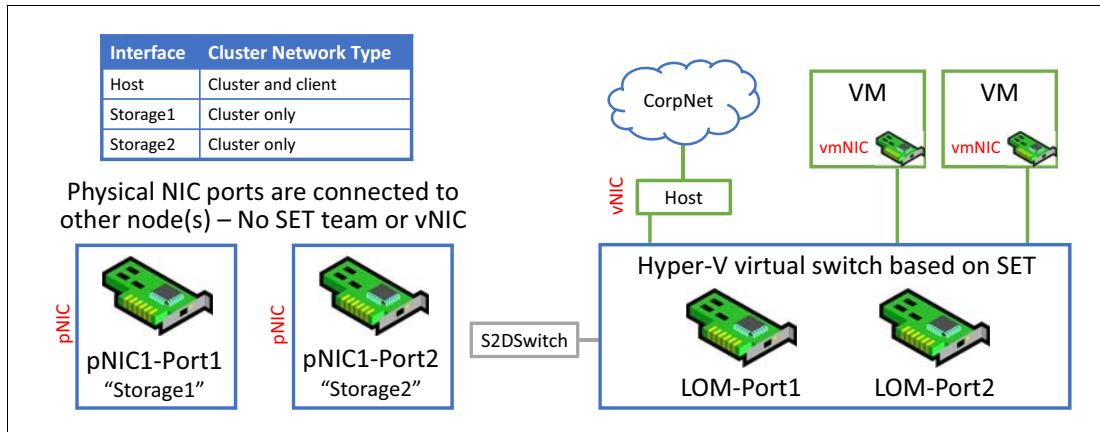 Interface Cluster Network Type
Host Cluster and client
Storage1 Cluster only
Storage2 Cluster only
Physical NIC ports are connected to
other node(s) – No SET team or vNIC
pNIC
pNIC1-Port1
“Storage1”
pNIC
pNIC1-Port2
“Storage2”
CorpNet
vNIC
Host
VM
vmNIC
VM
vmNIC
S2DSwitch
Hyper-V virtual switch based on SET
LOM-Port1
LOM-Port2